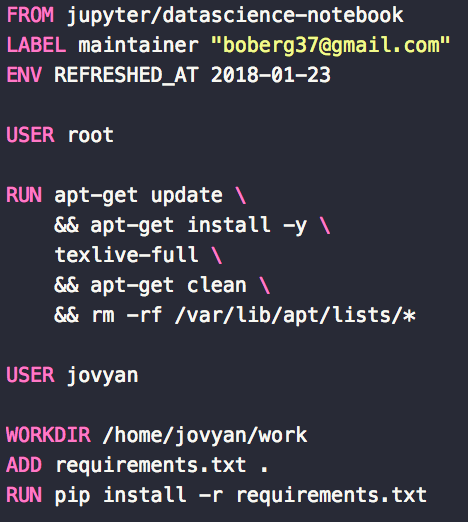 FROM jupyter/datascience-notebook
LABEL maintainer "boberg37@gmail.com"
ENV REFRESHED_AT 2018-01-23
USER root
RUN apt-get update \
    && apt-get install -y \
    texlive-full \
    && apt-get clean \
    && rm -rf /var/lib/apt/lists/*
USER jovyan
WORKDIR /home/jovyan/work
ADD requirements.txt .
RUN pip install -r requirements.txt